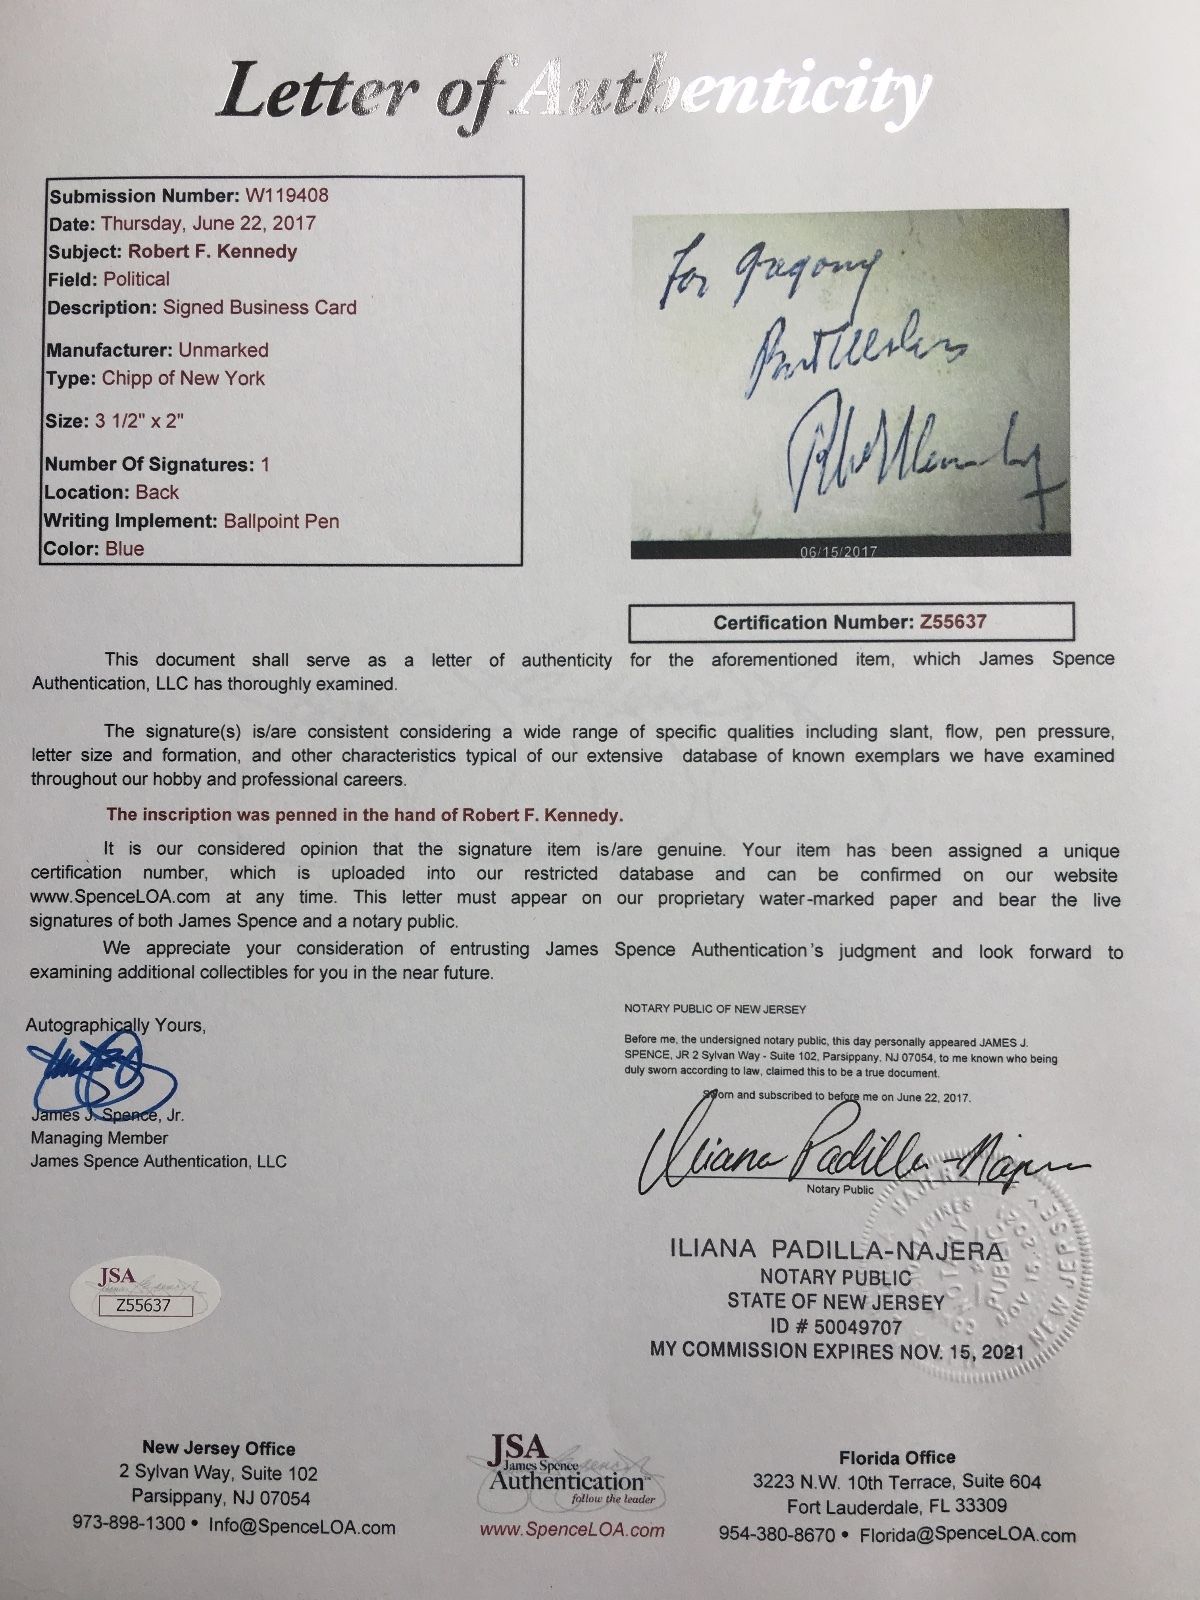 Letter of Authenticity
Submission Number: W119408
Date: Thursday, June 22, 2017
Subject: Robert F. Kennedy
Field: Political
Description: Signed Business Card
Manufacturer: Unmarked
Type: Chipp of New York
Size: 3 1/2" x 2"
Number Of Signatures: 1
Location: Back
Writing Implement: Ballpoint Pen
Color: Blue
For Gregory
Best Wishes
Robert Kennedy
06/15/2017
Certification Number: Z55637
This document shall serve as a letter of authenticity for the aforementioned item, which James Spence
Authentication, LLC has thoroughly examined.
The signature(s) is/are consistent considering a wide range of specific qualities including slant, flow, pen pressure,
letter size and formation, and other characteristics typical of our extensive database of known exemplars we have examined
throughout our hobby and professional careers.
The inscription was penned in the hand of Robert F. Kennedy.
It is our considered opinion that the signature item is/are genuine. Your item has been assigned a unique
certification number, which is uploaded into our restricted database and can be confirmed on our website
www.SpenceLOA.com at any time. This letter must appear on our proprietary water-marked paper and bear the live
signatures of both James Spence and a notary public.
We appreciate your consideration of entrusting James Spence Authentication's judgment and look forward to
examining additional collectibles for you in the near future.
Autographically Yours,
James J. Spence, Jr.
Managing Member
James Spence Authentication, LLC
NOTARY PUBLIC OF NEW JERSEY
Before me, the undersigned notary public, this day personally appeared JAMES J.
SPENCE, JR 2 Sylvan Way - Suite 102, Parsippany, NJ 07054, to me known who being
duly sworn according to law, claimed this to be a true document.
Sworn and subscribed to before me on June 22, 2017.
Iliana Padilla-Najera
Notary Public
ILIANA PADILLA-NAJERA
NOTARY PUBLIC
STATE OF NEW JERSEY
ID # 50049707
MY COMMISSION EXPIRES NOV. 15, 2021
JSA
Z55637
New Jersey Office
2 Sylvan Way, Suite 102
Parsippany, NJ 07054
973-898-1300 • Info@SpenceLOA.com
JSA
James Spence
Authentication™
follow the leader
www.SpenceLOA.com
Florida Office
3223 N.W. 10th Terrace, Suite 604
Fort Lauderdale, FL 33309
954-380-8670 • Florida@SpenceLOA.com